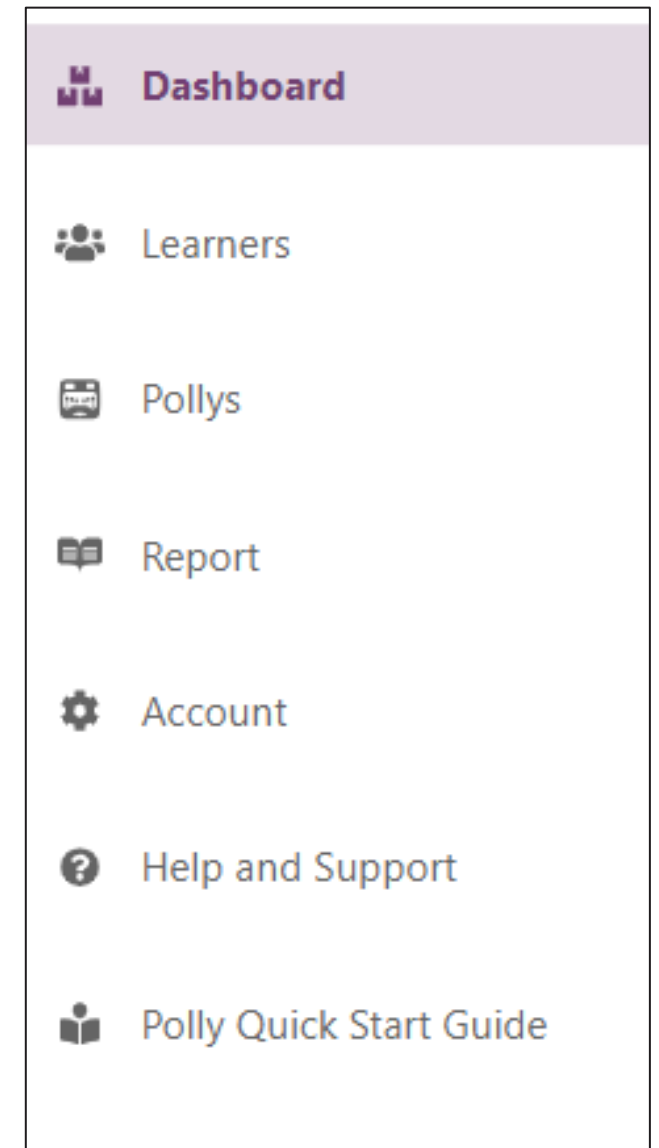 Dashboard
Learners
Pollys
Report
Account
Help and Support
Polly Quick Start Guide